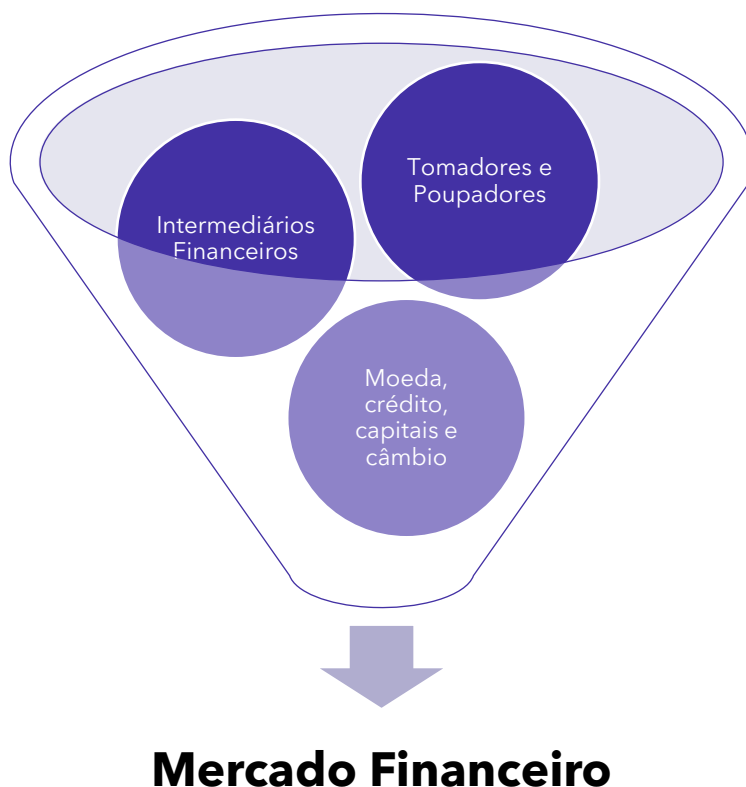 Tomadores e
Poupadores
Intermediários
Financeiros
Moeda,
crédito,
capitais e
câmbio
Mercado Financeiro